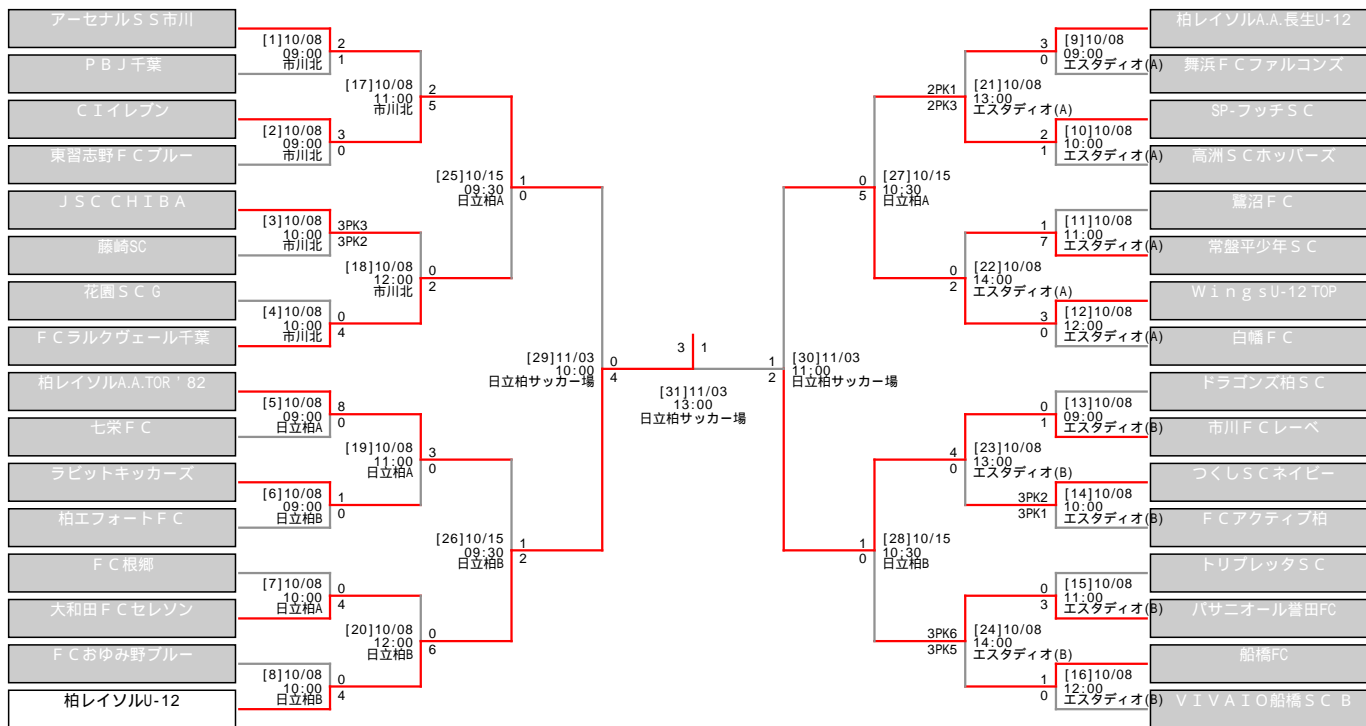 アーセナルＳＳ市川
[1]10/08
09:00
市川北
2
1
ＰＢＪ千葉
[17]10/08
11:00
市川北
2
5
ＣＩイレブン
[2]10/08
09:00
市川北
3
0
東習志野ＦＣブルー
[25]10/15
09:30
日立柏A
1
0
ＪＳＣ ＣＨＩＢＡ
[3]10/08
10:00
市川北
3PK3
3PK2
藤崎SC
[18]10/08
12:00
市川北
0
2
花園ＳＣＧ
[4]10/08
10:00
市川北
0
4
ＦＣラルクヴェール千葉
[29]11/03
10:00
日立柏サッカー場
0
4
柏レイソルA.A.TOR＇82
[5]10/08
09:00
日立柏A
8
0
七栄ＦＣ
[19]10/08
11:00
日立柏A
3
0
ラビットキッカーズ
[6]10/08
09:00
日立柏B
1
0
柏エフォートＦＣ
[26]10/15
09:30
日立柏B
1
2
ＦＣ根郷
[7]10/08
10:00
日立柏A
0
4
大和田ＦＣセレソン
[20]10/08
12:00
日立柏B
0
6
ＦＣおゆみ野ブルー
[8]10/08
10:00
日立柏B
0
4
柏レイソルU-12
3 1
[31]11/03
13:00
日立柏サッカー場
柏レイソルA.A.長生U-12
3
0
[9]10/08
09:00
エスタディオ(A)
舞浜ＦＣファルコンズ
2PK1
2PK3
[21]10/08
13:00
エスタディオ(A)
SP-フッチＳＣ
2
1
[10]10/08
10:00
エスタディオ(A)
高洲ＳＣホッパーズ
0
5
[27]10/15
10:30
日立柏A
鷺沼ＦＣ
1
7
[11]10/08
11:00
エスタディオ(A)
常盤平少年ＳＣ
0
2
[22]10/08
14:00
エスタディオ(A)
ＷｉｎｇｓU-12 TOP
3
0
[12]10/08
12:00
エスタディオ(A)
白幡ＦＣ
1
2
[30]11/03
11:00
日立柏サッカー場
ドラゴンズ柏ＳＣ
0
1
[13]10/08
09:00
エスタディオ(B)
市川ＦＣレーベ
4
0
[23]10/08
13:00
エスタディオ(B)
つくしＳＣネイビー
3PK2
3PK1
[14]10/08
10:00
エスタディオ(B)
ＦＣアクティブ柏
1
0
[28]10/15
10:30
日立柏B
トリプレッタＳＣ
0
3
[15]10/08
11:00
エスタディオ(B)
バサニオール誉田FC
3PK6
3PK5
[24]10/08
14:00
エスタディオ(B)
船橋FC
1
0
[16]10/08
12:00
エスタディオ(B)
ＶＩＶＡＩＯ船橋ＳＣ Ｂ